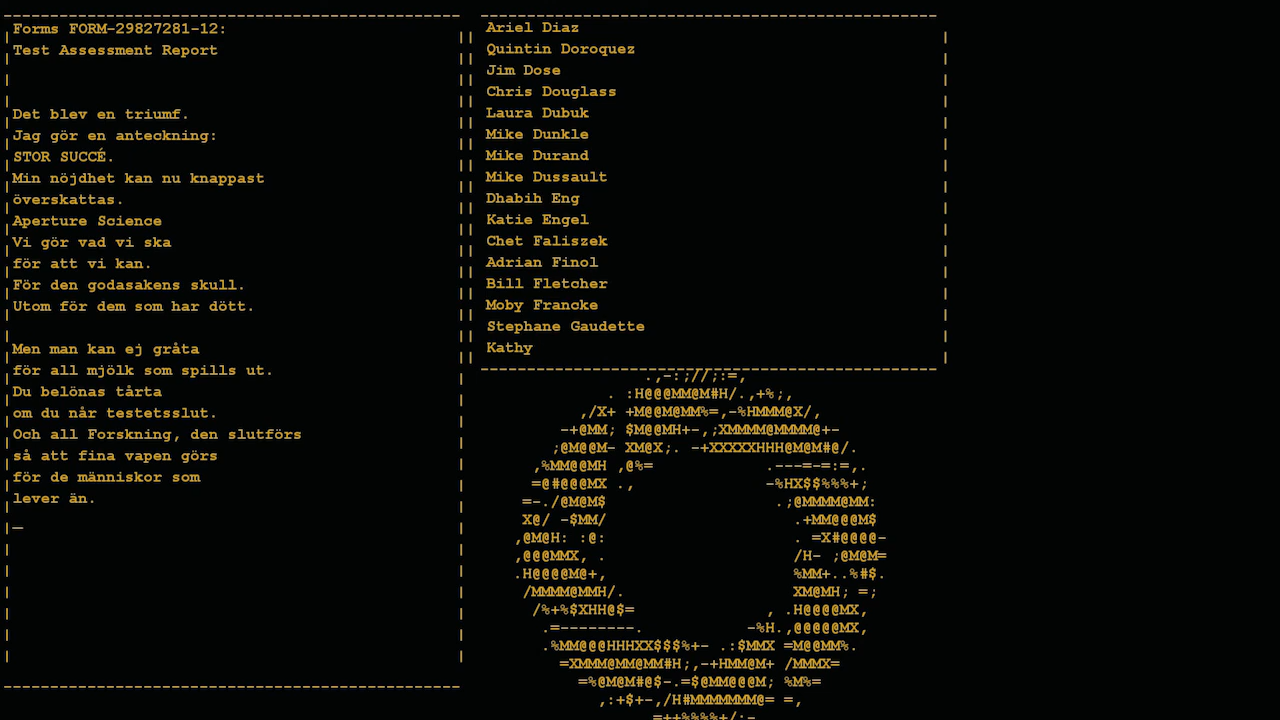 Forms FORM-29827281-12:
Test Assessment Report
Det blev en triumf.
Jag gör en anteckning:
STOR SUCCÉ.
Min nöjdhet kan nu knappast
överskattas.
Aperture Science
Vi gör vad vi ska
för att vi kan.
För den godasakens skull.
Utom för dem som har dött.
Men man kan ej gråta
för all mjölk som spills ut.
Du belönas tårta
om du når testetsslut.
Och all Forskning, den slutförs
så att fina vapen görs
för de människor som
lever än.
Ariel Diaz
Quintin Doroquez
Jim Dose
Chris Douglass
Laura Dubuk
Mike Dunkle
Mike Durand
Mike Dussault
Dhabih Eng
Katie Engel
Chet Faliszek
Adrian Finol
Bill Fletcher
Moby Francke
Stephane Gaudette
Kathy